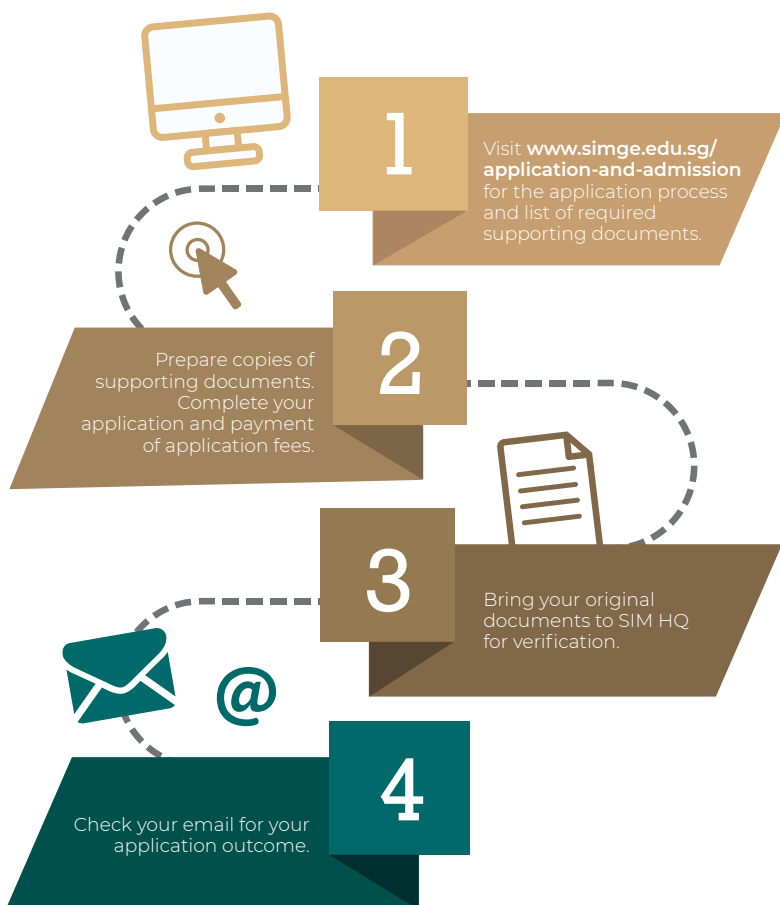 1
Visit www.simge.edu.sg/
application-and-admission
for the application process
and list of required
supporting documents.
2
Prepare copies of
supporting documents.
Complete your
application and payment
of application fees.
3
Bring your original
documents to SIM HQ
for verification.
@
4
Check your email for your
application outcome.